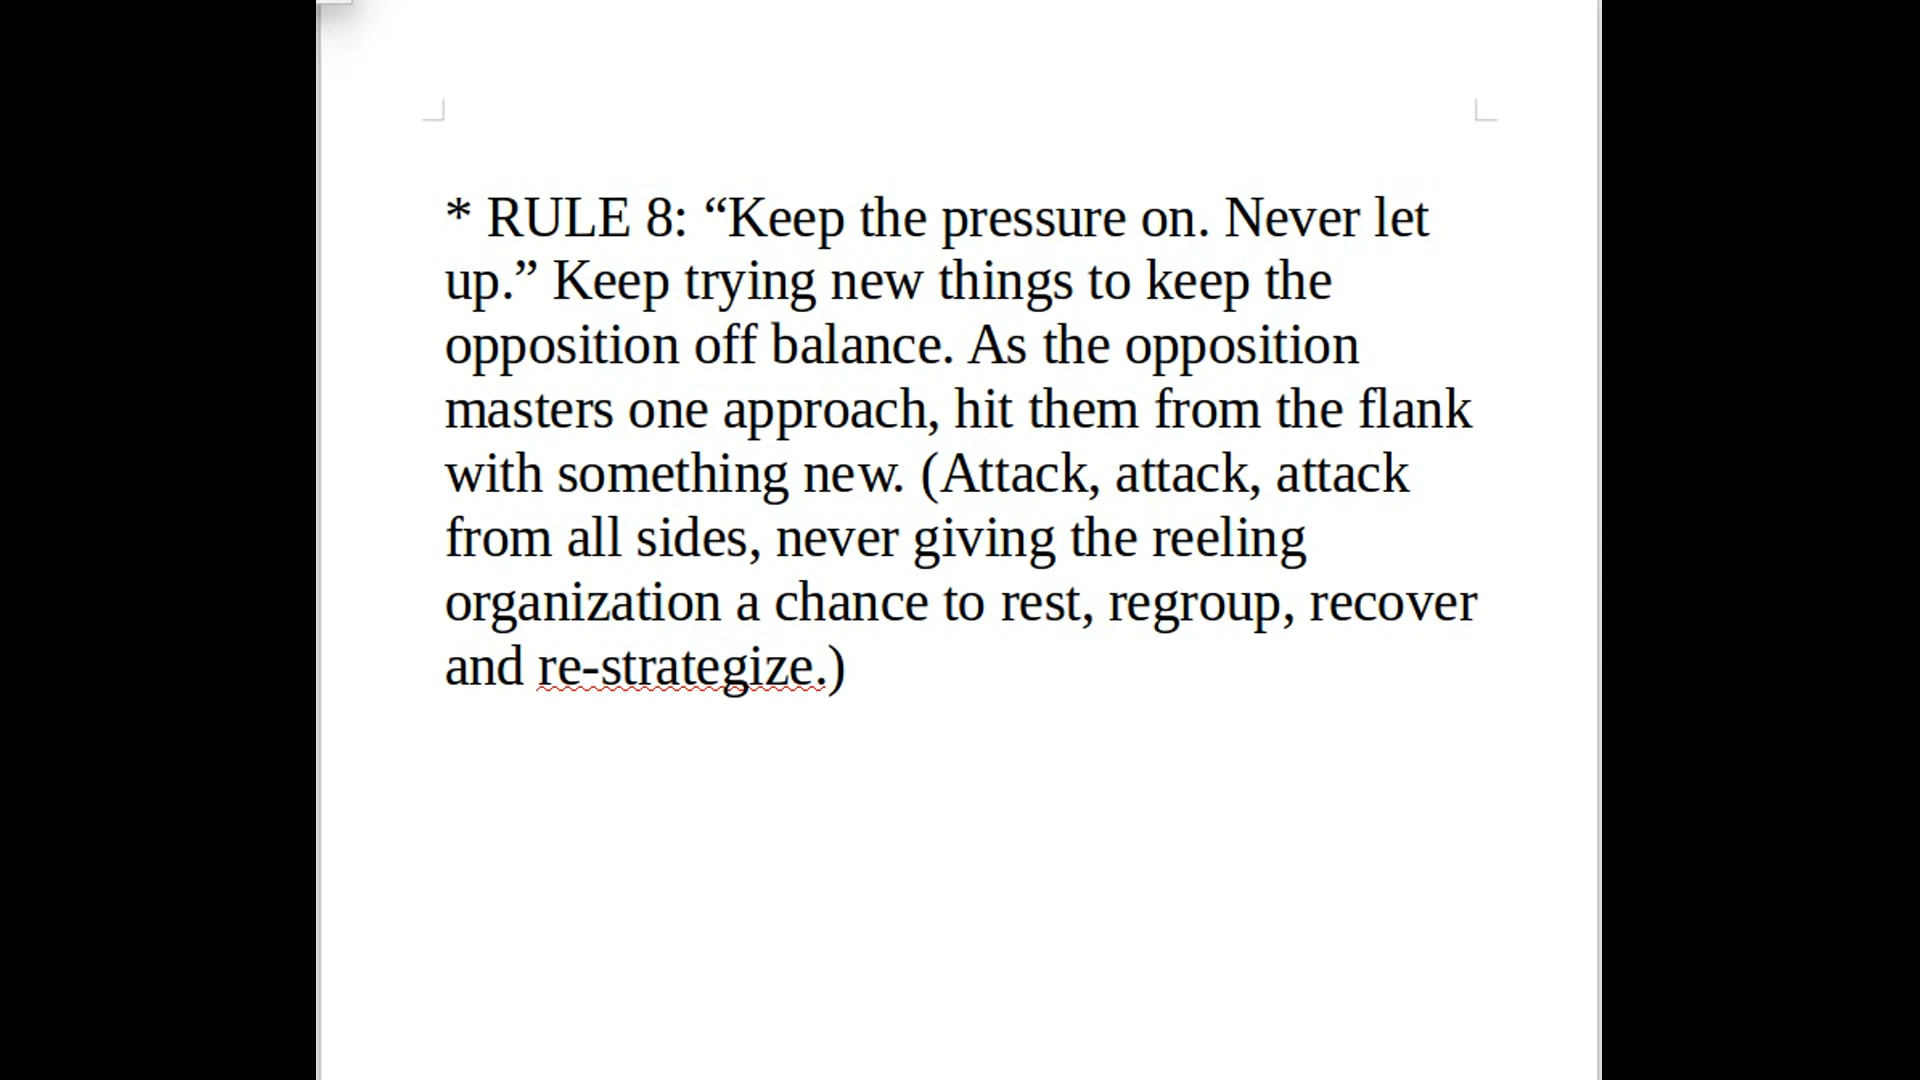 * RULE 8: “Keep the pressure on. Never let
up.” Keep trying new things to keep the
opposition off balance. As the opposition
masters one approach, hit them from the flank
with something new. (Attack, attack, attack
from all sides, never giving the reeling
organization a chance to rest, regroup, recover
and re-strategize.)